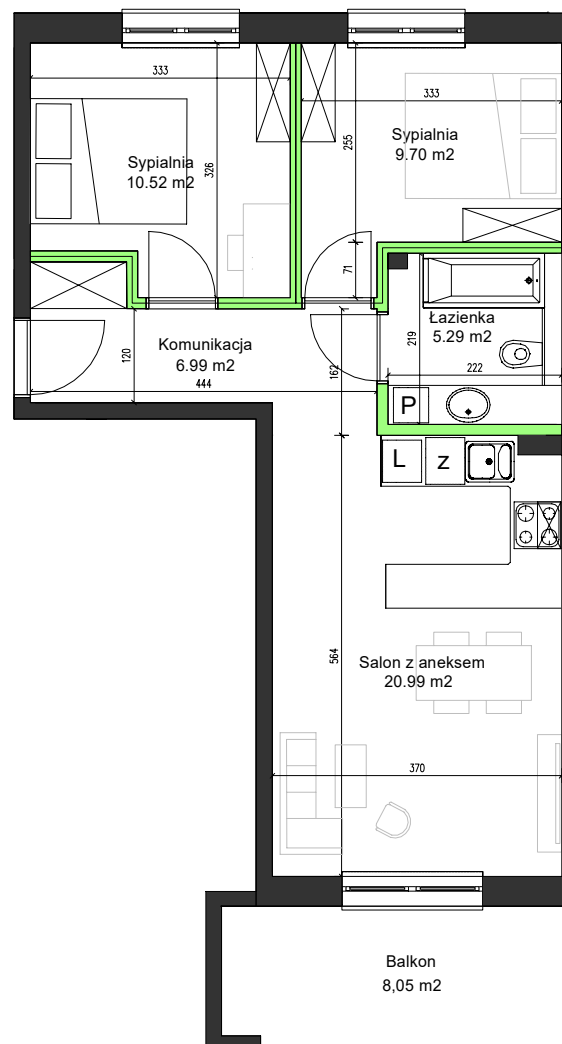 333
333
Sypialnia
10.52 m2
326
255
Sypialnia
9.70 m2
71
Komunikacja
6.99 m2
120
444
162
Łazienka
5.29 m2
219
222
P
L
z
564
Salon z aneksem
20.99 m2
370
Balkon
8,05 m2